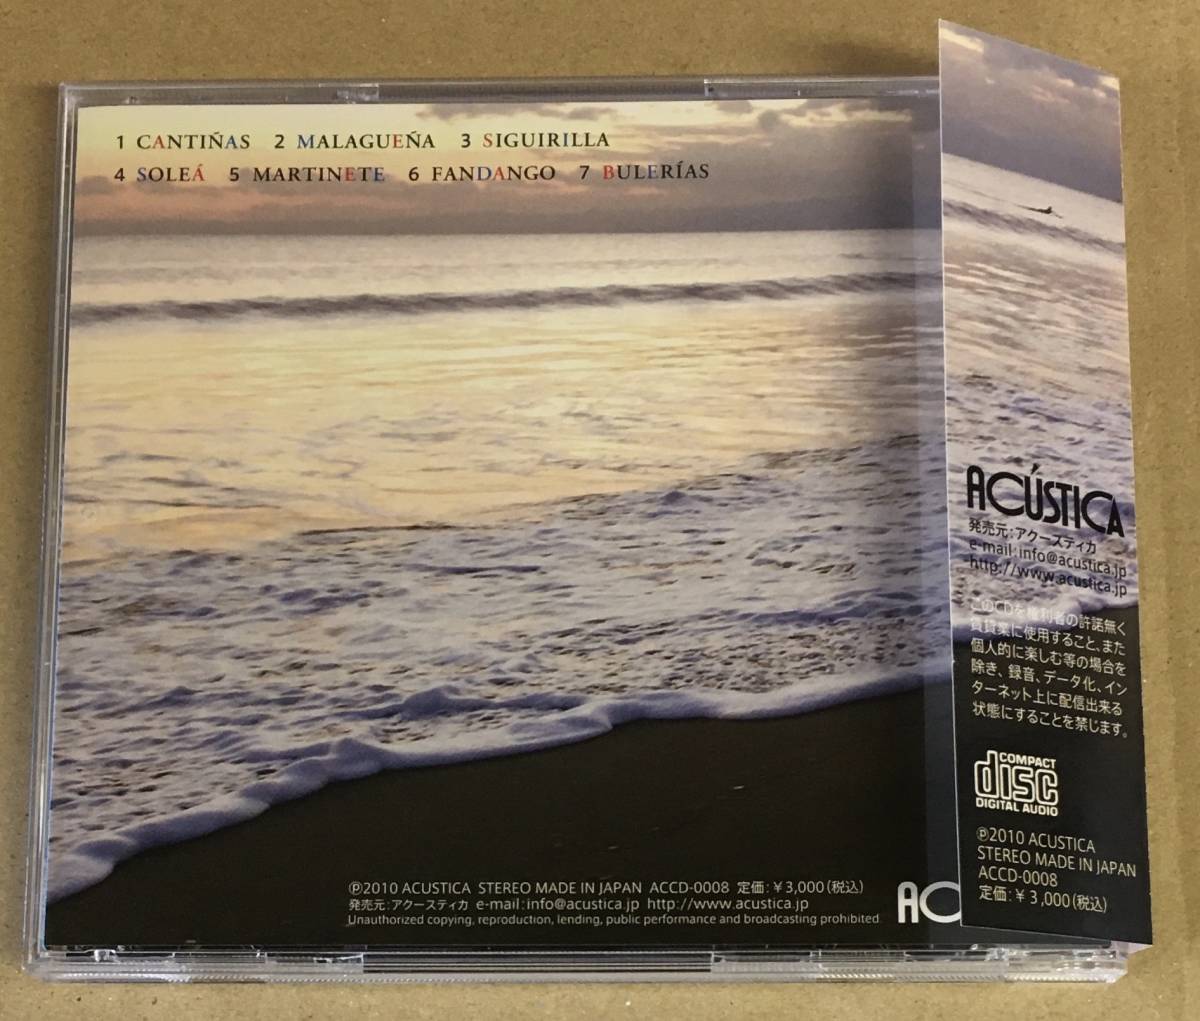 1 CANTIÑAS 2 MALAGUEÑA 3 SIGUIRILLA
4 SOLEÁ 5 MARTINETE 6 FANDANGO 7 BULERÍAS
℗2010 ACUSTICA STEREO MADE IN JAPAN ACCD-0008 定価:¥3,000(税込)
発売元:アクースティカ e-mail:info@acustica.jp http://www.acustica.jp
Unauthorized copying, reproduction, lending, public performance and broadcasting prohibited.
AC
ACÚSTICA
発売元:アクースティカ
e-mail:info@acustica.jp
http://www.acustica.jp
このCDを権利者の許諾無く
賃貸業に使用すること、また
個人的に楽しむ等の場合を
除き、録音、データ化、イン
ターネット上に配信出来る
状態にすることを禁じます。
COMPACT
disc
DIGITAL AUDIO
℗2010 ACUSTICA
STEREO MADE IN JAPAN
ACCD-0008
定価:¥3,000(税込)